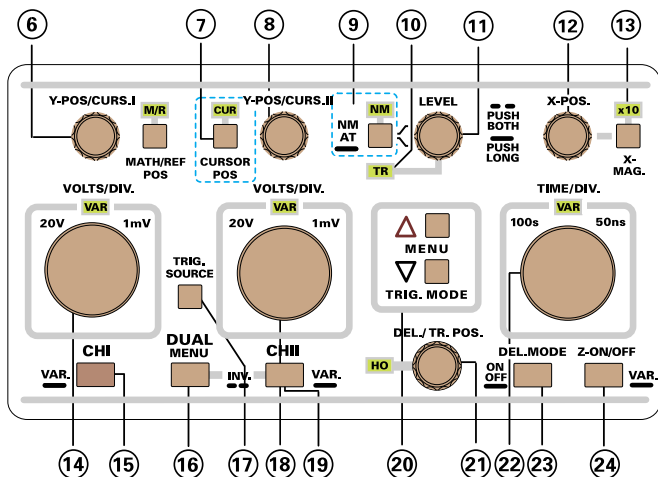 6 7 8 9 10 11 12 13
Y-POS/CURS.I
M/R
MATH/REF
POS
CUR
CURSOR
POS
Y-POS/CURS.II
NM
AT
NM
TR
LEVEL
PUSH
BOTH
PUSH
LONG
X-POS.
x10
X-
MAG.
VOLTS/DIV.
VAR
20V 1mV
TRIG.
SOURCE
VOLTS/DIV.
VAR
20V 1mV
MENU
TRIG. MODE
TIME/DIV.
VAR
100s 50ns
CHI
VAR.
DUAL
MENU
INV.
CHII
VAR.
DEL./ TR. POS.
HO
ON
OFF
DEL.MODE
Z-ON/OFF
VAR.
14 15 16 17 18 19 20 21 22 23 24